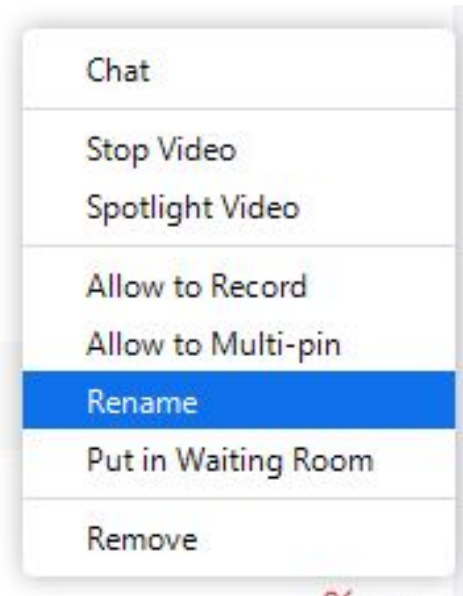 Chat
Stop Video
Spotlight Video
Allow to Record
Allow to Multi-pin
Rename
Put in Waiting Room
Remove